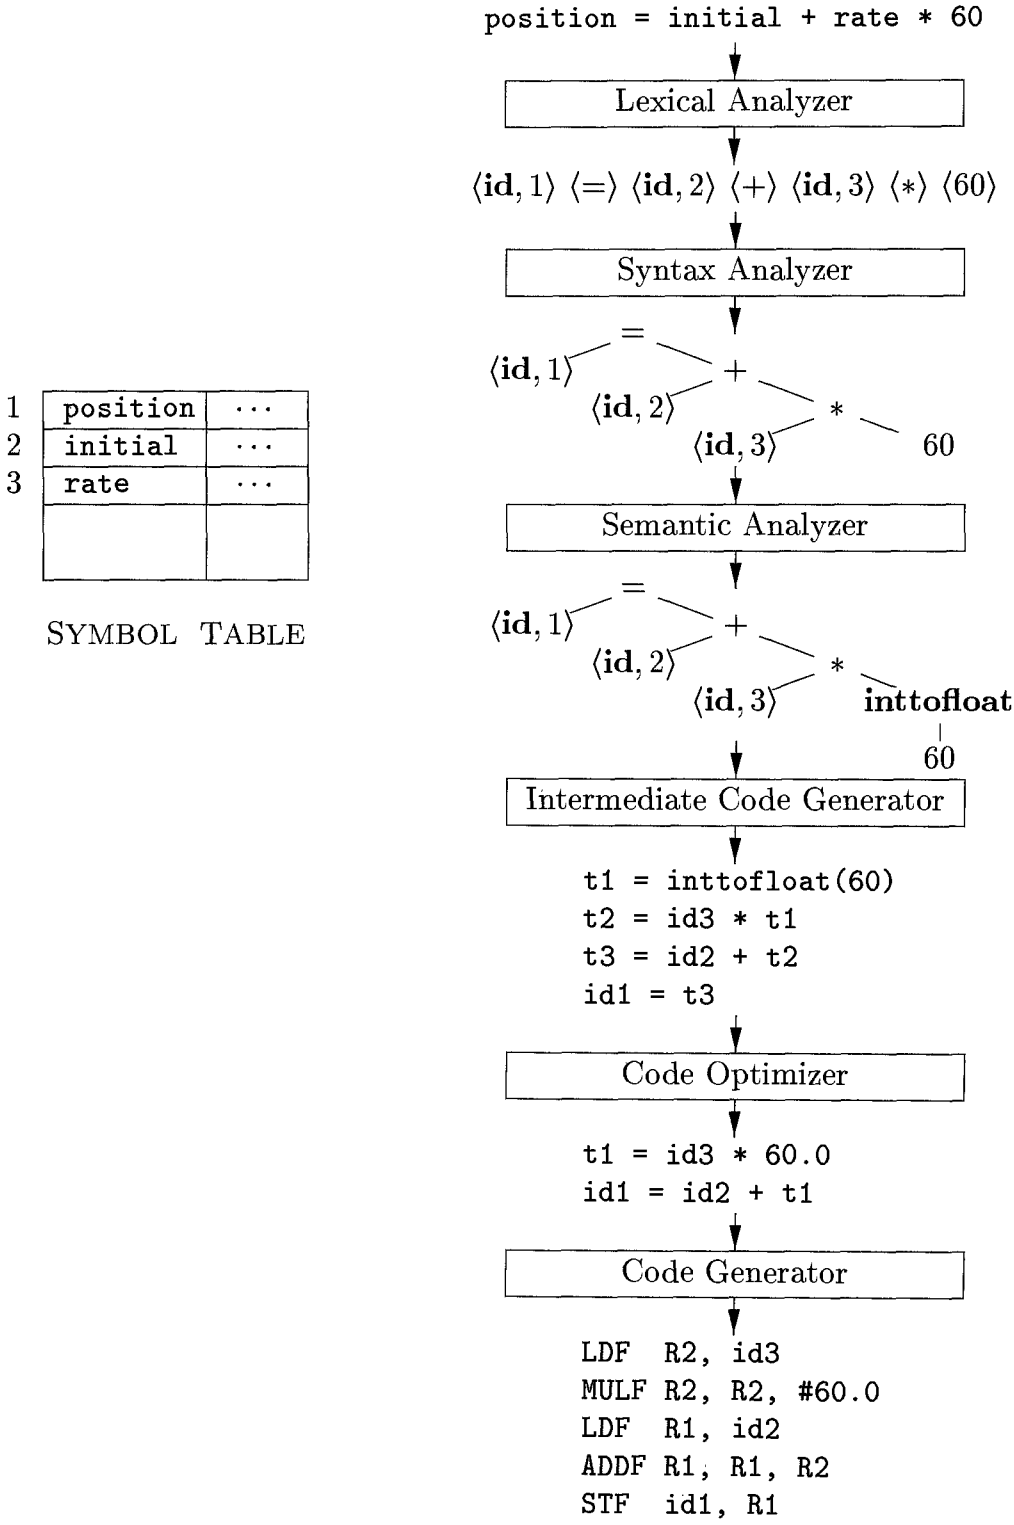 position = initial + rate * 60
Lexical Analyzer
⟨id, 1⟩ ⟨=⟩ ⟨id, 2⟩ ⟨+⟩ ⟨id, 3⟩ ⟨*⟩ ⟨60⟩
Syntax Analyzer
=
⟨id, 1⟩ +
⟨id, 2⟩ *
⟨id, 3⟩ 60
1 position ...
2 initial ...
3 rate ...
SYMBOL TABLE
Semantic Analyzer
=
⟨id, 1⟩ +
⟨id, 2⟩ *
⟨id, 3⟩ inttofloat
60
Intermediate Code Generator
t1 = inttofloat(60)
t2 = id3 * t1
t3 = id2 + t2
id1 = t3
Code Optimizer
t1 = id3 * 60.0
id1 = id2 + t1
Code Generator
LDF R2, id3
MULF R2, R2, #60.0
LDF R1, id2
ADDF R1, R1, R2
STF id1, R1